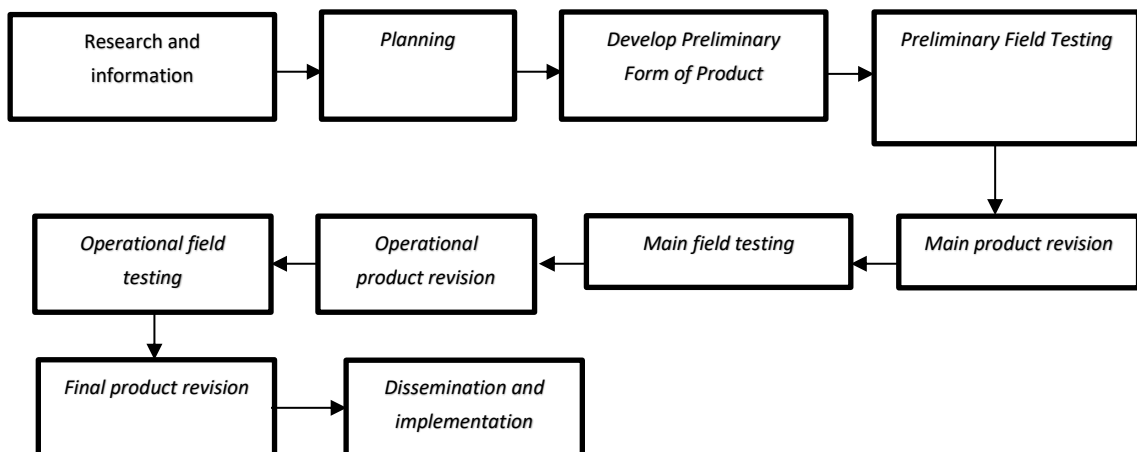 Research and
information
Planning
Develop Preliminary
Form of Product
Preliminary Field Testing
Main product revision
Main field testing
Operational
product revision
Operational field
testing
Final product revision
Dissemination and
implementation